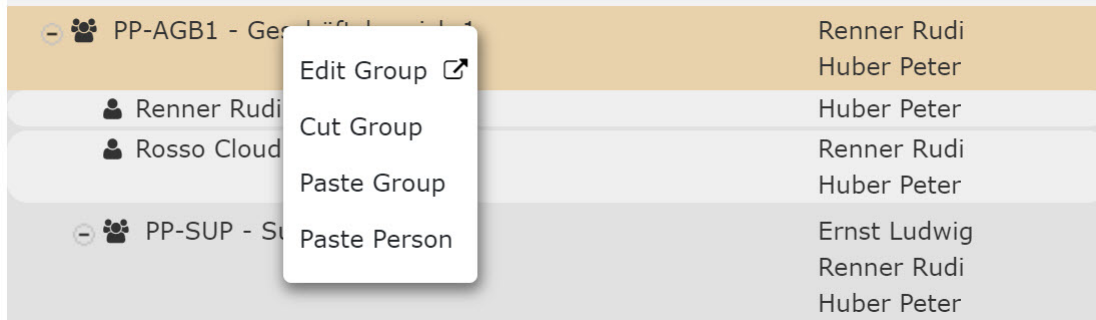 PP-AGB1 - Ges 1 Renner Rudi
Huber Peter
Edit Group
Renner Rudi Huber Peter
Cut Group
Rosso Cloud Renner Rudi
Paste Group Huber Peter
PP-SUP - Su Ernst Ludwig
Paste Person
Renner Rudi
Huber Peter